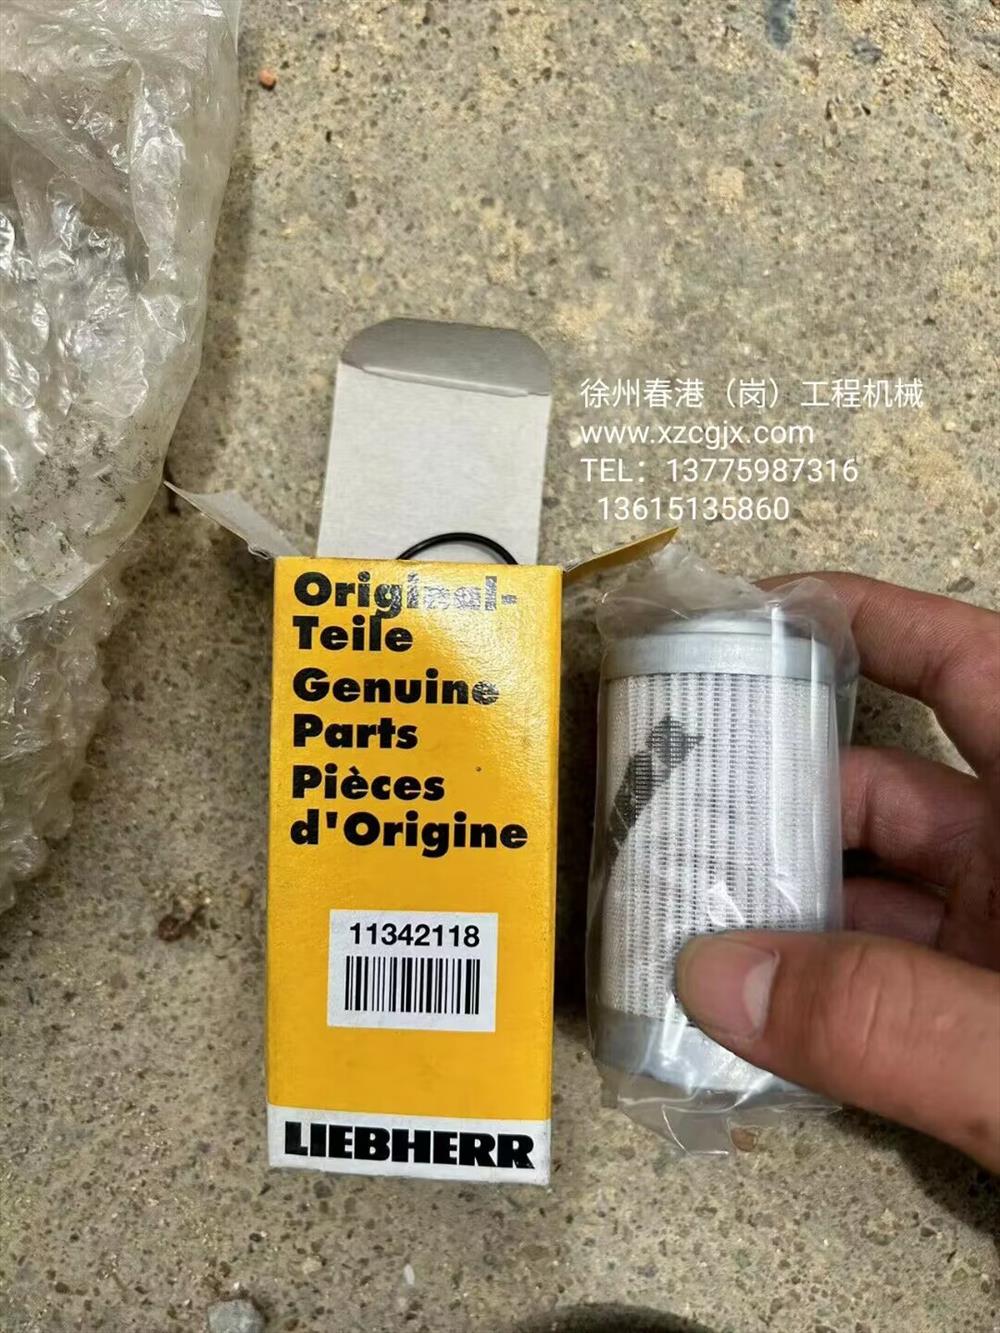 徐州春港（岗）工程机械
www.xzcgjx.com
TEL：13775987316
13615135860
Original-
Teile
Genuine
Parts
Pièces
d'Origine
11342118
LIEBHERR